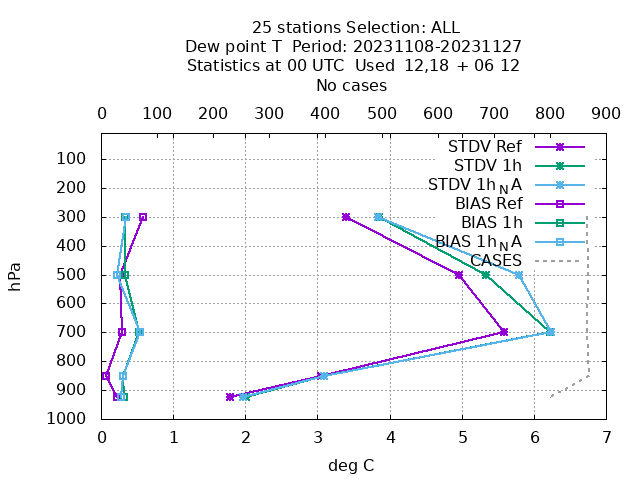 25 stations Selection: ALL
Dew point T  Period: 20231108-20231127
Statistics at 00 UTC  Used  12,18 + 06 12
No cases
0 100 200 300 400 500 600 700 800 900
STDV Ref
STDV 1h
STDV 1h_NA
BIAS Ref
BIAS 1h
BIAS 1h_NA
CASES
100
200
300
400
500
600
700
800
900
1000
hPa
0 1 2 3 4 5 6 7
deg C